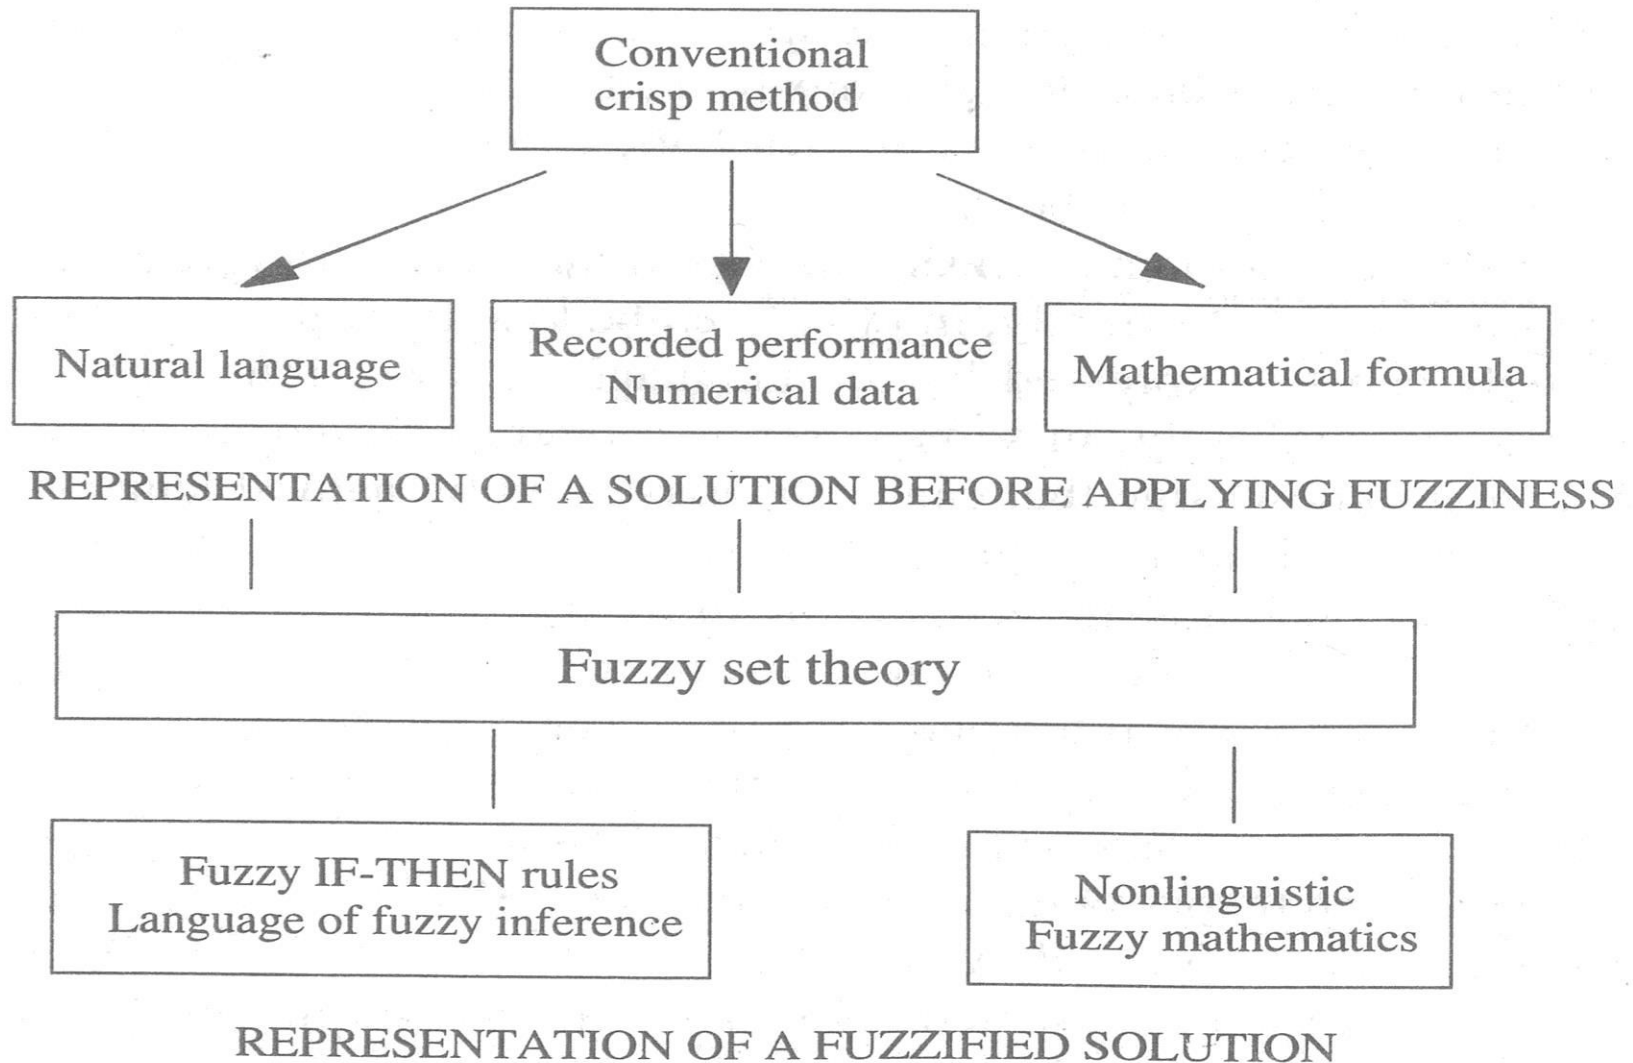 Conventional
crisp method
Natural language
Recorded performance
Numerical data
Mathematical formula
REPRESENTATION OF A SOLUTION BEFORE APPLYING FUZZINESS
Fuzzy set theory
Fuzzy IF-THEN rules
Language of fuzzy inference
Nonlinguistic
Fuzzy mathematics
REPRESENTATION OF A FUZZIFIED SOLUTION